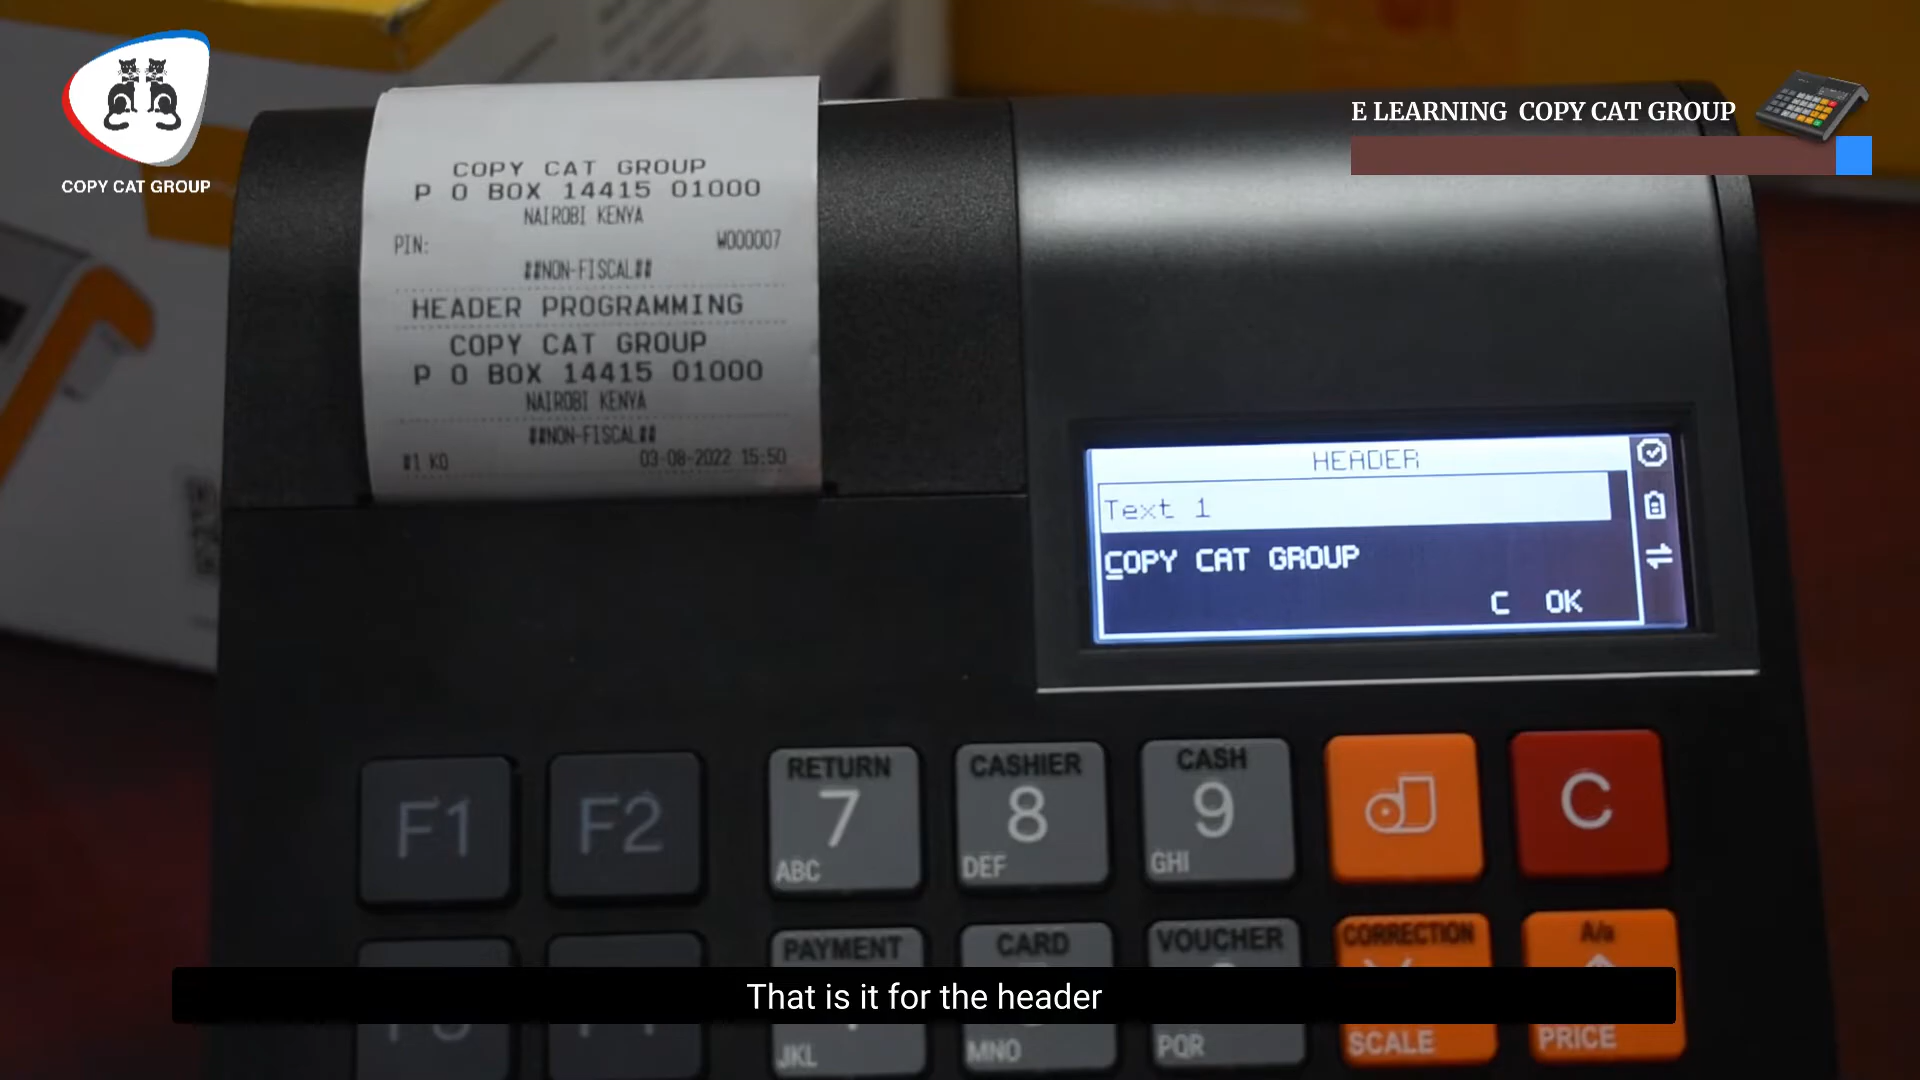 COPY CAT GROUP
E LEARNING COPY CAT GROUP
COPY CAT GROUP
P O BOX 14415 01000
NAIROBI KENYA
PIN: W000007
##NON-FISCAL##
HEADER PROGRAMMING
COPY CAT GROUP
P O BOX 14415 01000
NAIROBI KENYA
##NON-FISCAL##
#1 K0 03-08-2022 15:50
HEADER
Text 1
COPY CAT GROUP
C OK
F1 F2
RETURN 7 ABC
CASHIER 8 DEF
CASH 9 GHI
C
PAYMENT JKL
CARD MNO
VOUCHER PQR
CORRECTION SCALE
A/a PRICE
That is it for the header